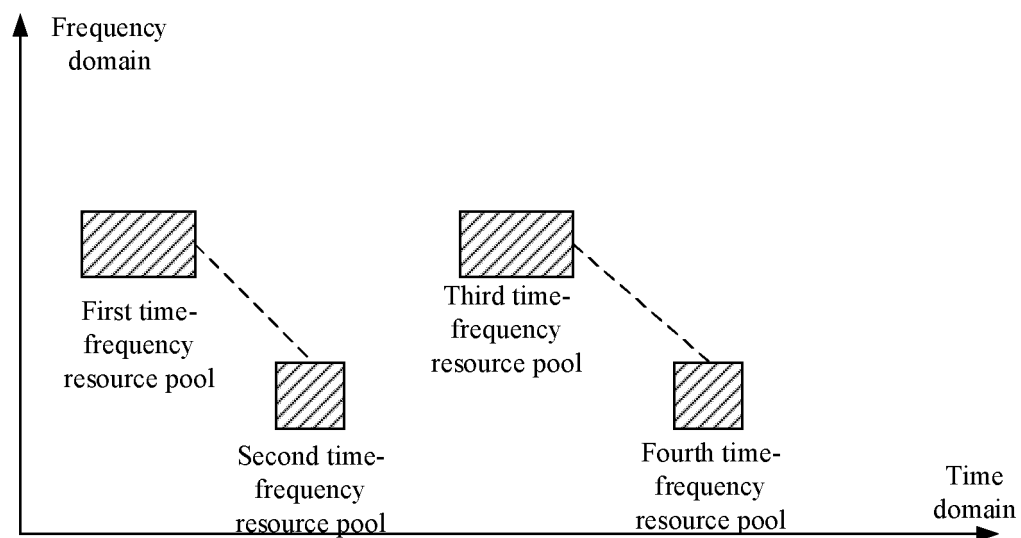 Frequency
domain
First time-
frequency
resource pool
Third time-
frequency
resource pool
Second time-
frequency
resource pool
Fourth time-
frequency
resource pool
Time
domain